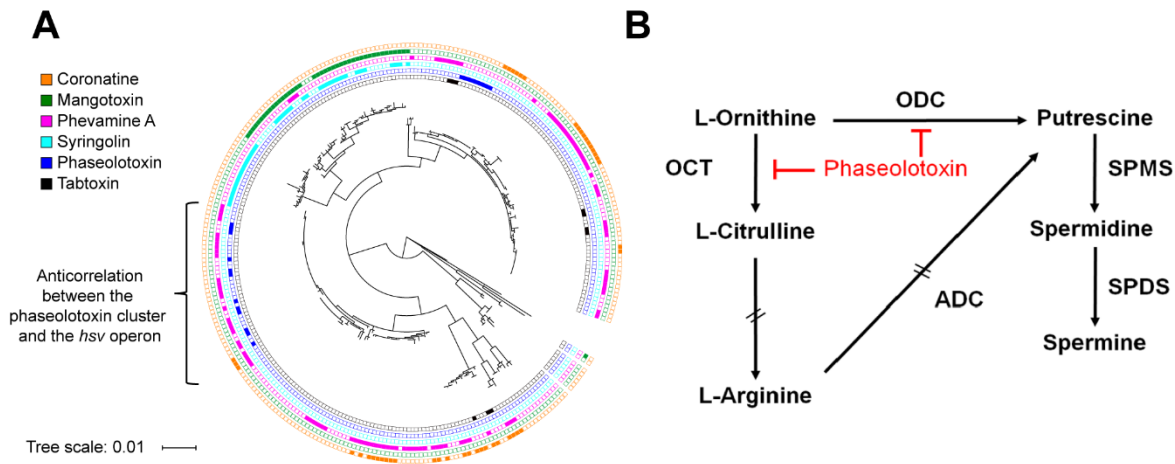 A
Coronatine
Mangotoxin
Phevamine A
Syringolin
Phaseolotoxin
Tabtoxin
Anticorrelation
between the
phaseolotoxin cluster
and the hsv operon
Tree scale: 0.01
B
L-Ornithine
ODC
Putrescine
OCT
Phaseolotoxin
SPMS
L-Citrulline
Spermidine
ADC
SPDS
Spermine
L-Arginine